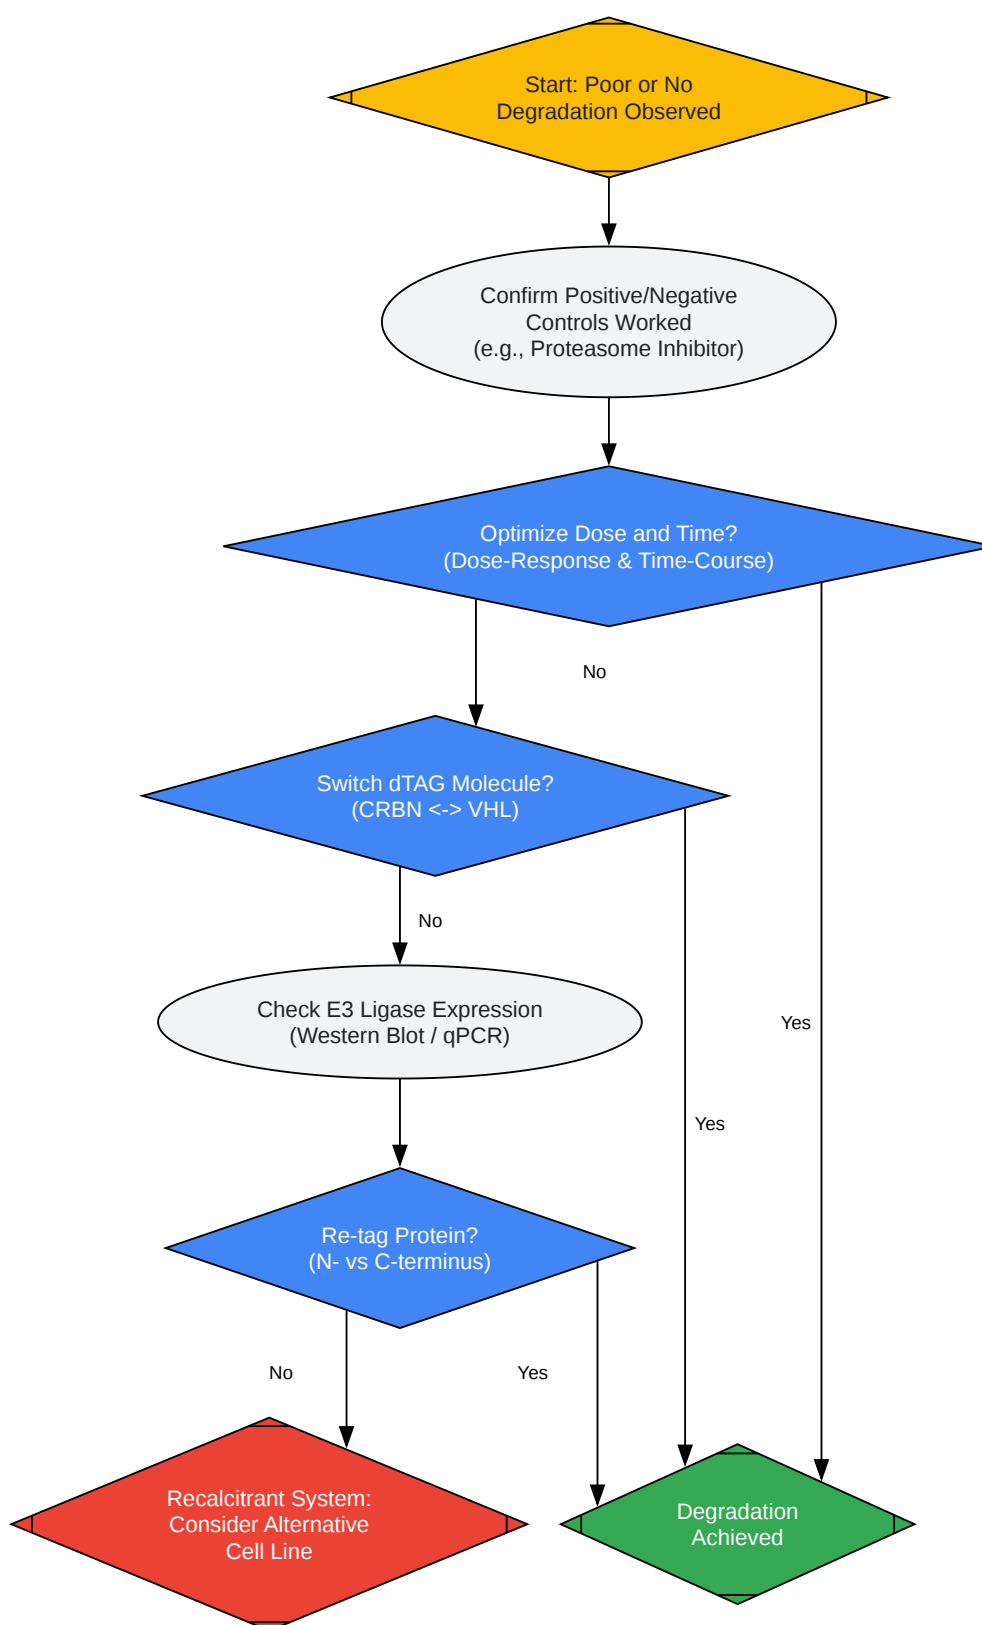 Start: Poor or No
Degradation Observed
Confirm Positive/Negative
Controls Worked
(e.g., Proteasome Inhibitor)
Optimize Dose and Time?
(Dose-Response & Time-Course)
No
Switch dTAG Molecule?
(CRBN <-> VHL)
No
Check E3 Ligase Expression
(Western Blot / qPCR)
Yes
Yes
Re-tag Protein?
(N- vs C-terminus)
No
Yes
Recalcitrant System:
Consider Alternative
Cell Line
Degradation
Achieved